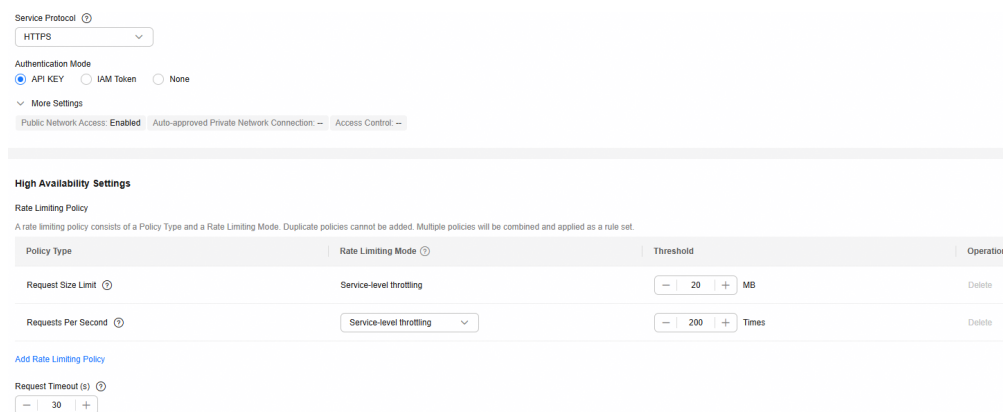 Service Protocol ?
HTTPS
Authentication Mode
API KEY IAM Token None
More Settings
Public Network Access: Enabled Auto-approved Private Network Connection: -- Access Control: --
High Availability Settings
Rate Limiting Policy
A rate limiting policy consists of a Policy Type and a Rate Limiting Mode. Duplicate policies cannot be added. Multiple policies will be combined and applied as a rule set.
Policy Type Rate Limiting Mode ? Threshold Operation
Request Size Limit ? Service-level throttling − 20 + MB Delete
Requests Per Second ? Service-level throttling − 200 + Times Delete
Add Rate Limiting Policy
Request Timeout (s) ?
− 30 +